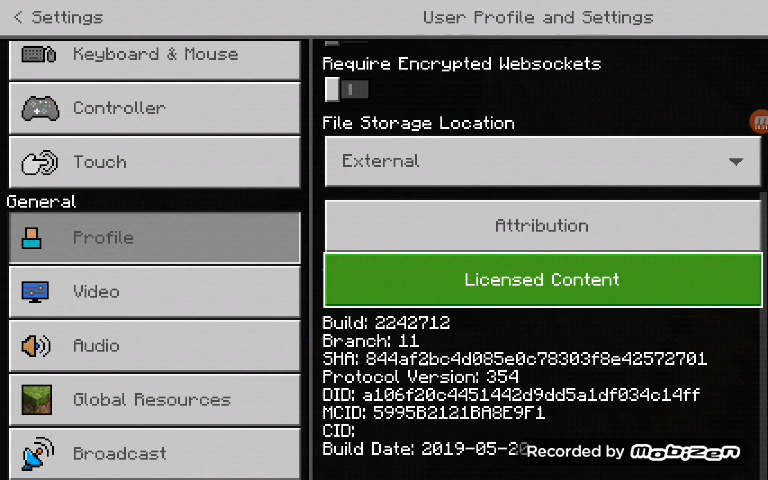 < Settings
User Profile and Settings
Keyboard & Mouse
Controller
Touch
General
Profile
Video
Audio
Global Resources
Broadcast
Require Encrypted Websockets
File Storage Location
External
Attribution
Licensed Content
Build: 2242712
Branch: 11
SHA: 844af2bc4d085e0c78303f8e42572701
Protocol Version: 354
DID: a106f20c4451442d9dd5a1df034c14ff
MCID: 5995B2121BA8E9F1
CID:
Build Date: 2019-05-20
Recorded by mobizen